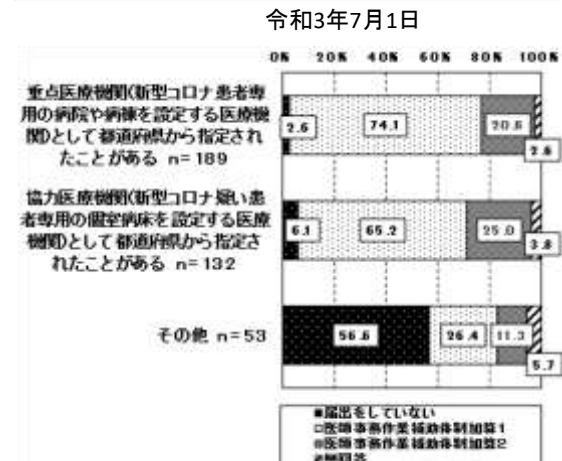 令和3年7月1日
0% 20% 40% 60% 80% 100%
重点医療機関(新型コロナ患者専
用の病院や病棟を設定する医療機
関)として都道府県から指定され
たことがある n=189
2.6 74.1 20.6 2.6
協力医療機関(新型コロナ疑い患
者専用の個室病床を設定する医療
機関)として都道府県から指定さ
れたことがある n=132
6.1 65.2 25.0 3.8
その他 n=53
56.6 26.4 11.3 5.7
■届出をしていない
□医師事務作業補助体制加算1
■医師事務作業補助体制加算2
無回答